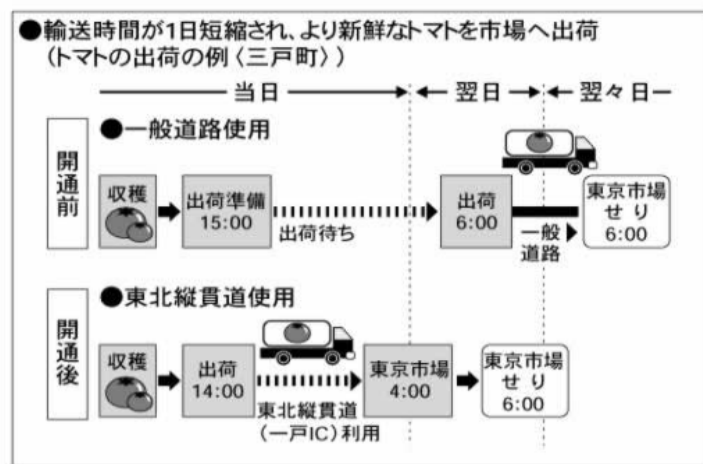 ●輸送時間が1日短縮され、より新鮮なトマトを市場へ出荷
(トマトの出荷の例〈三戸町〉)
当日
翌日
翌々日
開通前
●一般道路使用
収穫
出荷準備
15:00
出荷待ち
出荷
6:00
一般
道路
東京市場
せり
6:00
開通後
●東北縦貫道使用
収穫
出荷
14:00
東北縦貫道
(一戸IC)利用
東京市場
4:00
東京市場
せり
6:00